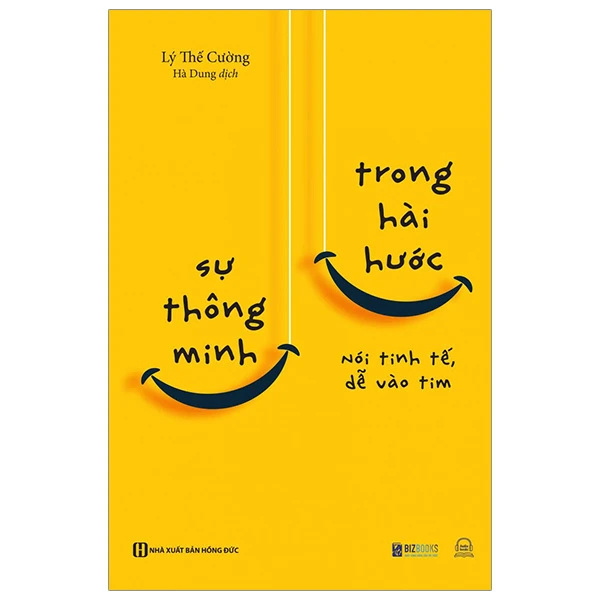 Lý Thế Cường
Hà Dung dịch
sự
thông
minh
trong
hài
hước
Nói tinh tế,
dễ vào tim
NHÀ XUẤT BẢN HỒNG ĐỨC
BIZBOOKS